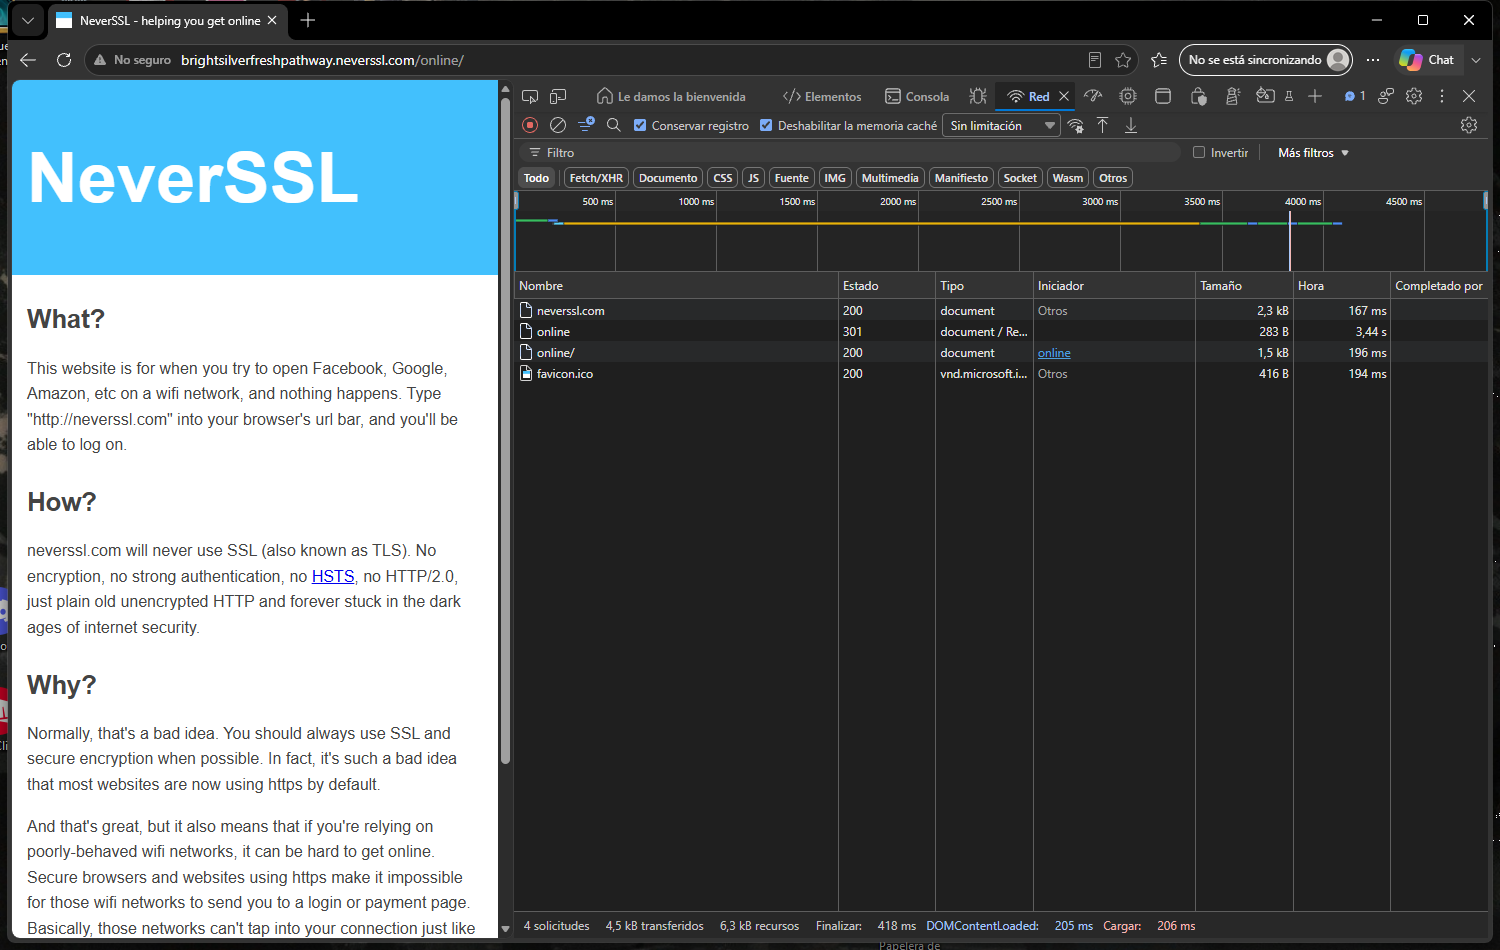 NeverSSL - helping you get online
No seguro brightsilverfreshpathway.neverssl.com/online/
No se está sincronizando
Chat
NeverSSL
What?
This website is for when you try to open Facebook, Google,
Amazon, etc on a wifi network, and nothing happens. Type
"http://neverssl.com" into your browser's url bar, and you'll be
able to log on.
How?
neverssl.com will never use SSL (also known as TLS). No
encryption, no strong authentication, no HSTS, no HTTP/2.0,
just plain old unencrypted HTTP and forever stuck in the dark
ages of internet security.
Why?
Normally, that's a bad idea. You should always use SSL and
secure encryption when possible. In fact, it's such a bad idea
that most websites are now using https by default.
And that's great, but it also means that if you're relying on
poorly-behaved wifi networks, it can be hard to get online.
Secure browsers and websites using https make it impossible
for those wifi networks to send you to a login or payment page.
Basically, those networks can't tap into your connection just like
Le damos la bienvenida Elementos Consola Red 1
Conservar registro Deshabilitar la memoria caché Sin limitación
Filtro Invertir Más filtros
Todo Fetch/XHR Documento CSS JS Fuente IMG Multimedia Manifiesto Socket Wasm Otros
500 ms 1000 ms 1500 ms 2000 ms 2500 ms 3000 ms 3500 ms 4000 ms 4500 ms
Nombre Estado Tipo Iniciador Tamaño Hora Completado por
neverssl.com 200 document Otros 2,3 kB 167 ms
online 301 document / Re... 283 B 3,44 s
online/ 200 document online 1,5 kB 196 ms
favicon.ico 200 vnd.microsoft.i... Otros 416 B 194 ms
4 solicitudes 4,5 kB transferidos 6,3 kB recursos Finalizar: 418 ms DOMContentLoaded: 205 ms Cargar: 206 ms
Papelera de